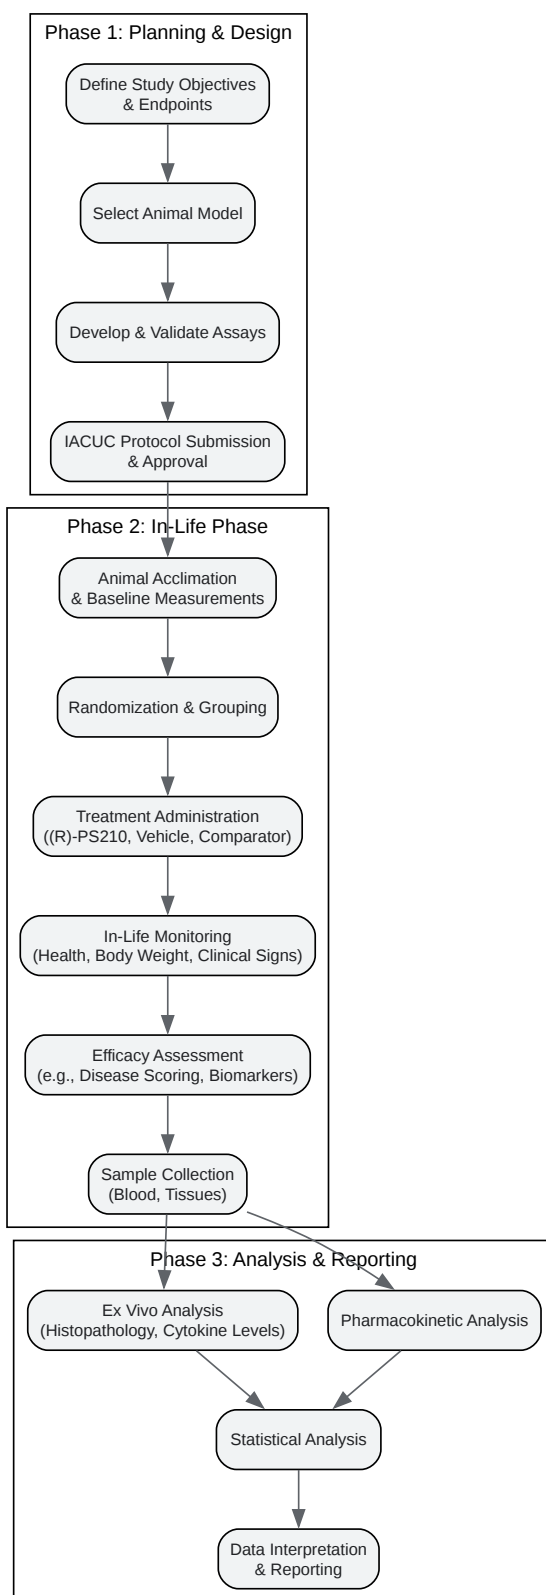 Phase 1: Planning & Design
Define Study Objectives
& Endpoints
Select Animal Model
Develop & Validate Assays
IACUC Protocol Submission
& Approval
Phase 2: In-Life Phase
Animal Acclimation
& Baseline Measurements
Randomization & Grouping
Treatment Administration
((R)-PS210, Vehicle, Comparator)
In-Life Monitoring
(Health, Body Weight, Clinical Signs)
Efficacy Assessment
(e.g., Disease Scoring, Biomarkers)
Sample Collection
(Blood, Tissues)
Phase 3: Analysis & Reporting
Ex Vivo Analysis
(Histopathology, Cytokine Levels)
Pharmacokinetic Analysis
Statistical Analysis
Data Interpretation
& Reporting